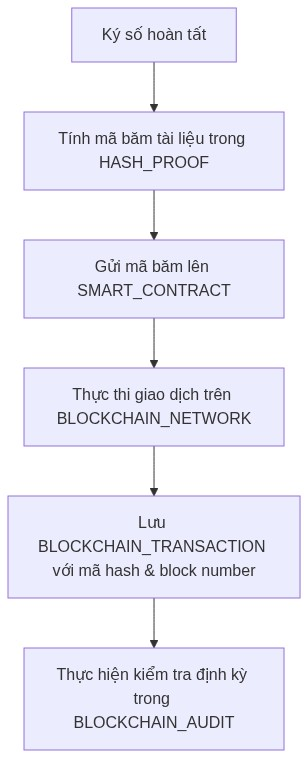 Ký số hoàn tất
Tính mã băm tài liệu trong
HASH_PROOF
Gửi mã băm lên
SMART_CONTRACT
Thực thi giao dịch trên
BLOCKCHAIN_NETWORK
Lưu
BLOCKCHAIN_TRANSACTION
với mã hash & block number
Thực hiện kiểm tra định kỳ
trong
BLOCKCHAIN_AUDIT